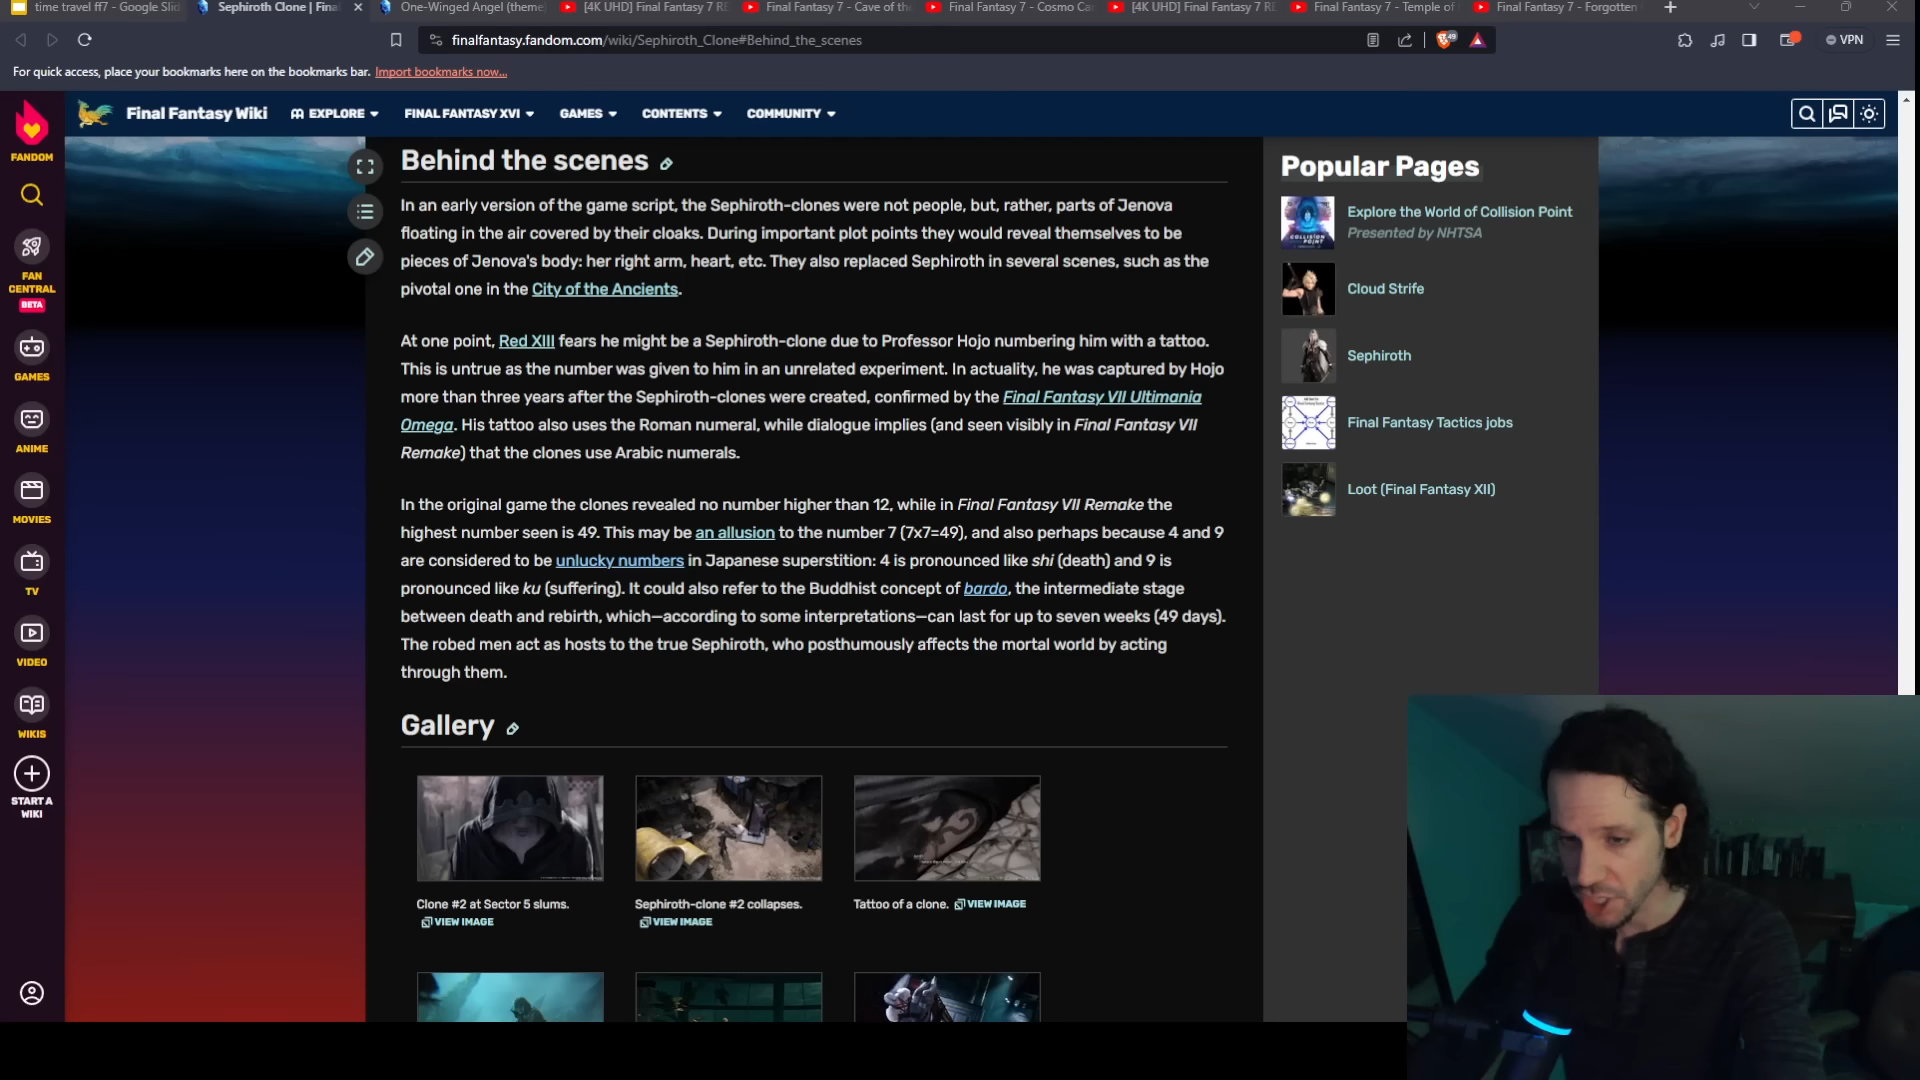 time travel ff7 - Google Slid
Sephiroth Clone | Final
One-Winged Angel (theme
[4K UHD] Final Fantasy 7 RE
Final Fantasy 7 - Cave of the
Final Fantasy 7 - Cosmo Ca
[4K UHD] Final Fantasy 7 RE
Final Fantasy 7 - Temple of
Final Fantasy 7 - Forgotten
finalfantasy.fandom.com/wiki/Sephiroth_Clone#Behind_the_scenes
49
VPN
For quick access, place your bookmarks here on the bookmarks bar. Import bookmarks now...
Final Fantasy Wiki
EXPLORE
FINAL FANTASY XVI
GAMES
CONTENTS
COMMUNITY
FANDOM
FAN
CENTRAL
BETA
GAMES
ANIME
MOVIES
TV
VIDEO
WIKIS
START A
WIKI
Behind the scenes
In an early version of the game script, the Sephiroth-clones were not people, but, rather, parts of Jenova
floating in the air covered by their cloaks. During important plot points they would reveal themselves to be
pieces of Jenova's body: her right arm, heart, etc. They also replaced Sephiroth in several scenes, such as the
pivotal one in the City of the Ancients.
At one point, Red XIII fears he might be a Sephiroth-clone due to Professor Hojo numbering him with a tattoo.
This is untrue as the number was given to him in an unrelated experiment. In actuality, he was captured by Hojo
more than three years after the Sephiroth-clones were created, confirmed by the Final Fantasy VII Ultimania
Omega. His tattoo also uses the Roman numeral, while dialogue implies (and seen visibly in Final Fantasy VII
Remake) that the clones use Arabic numerals.
In the original game the clones revealed no number higher than 12, while in Final Fantasy VII Remake the
highest number seen is 49. This may be an allusion to the number 7 (7x7=49), and also perhaps because 4 and 9
are considered to be unlucky numbers in Japanese superstition: 4 is pronounced like shi (death) and 9 is
pronounced like ku (suffering). It could also refer to the Buddhist concept of bardo, the intermediate stage
between death and rebirth, which—according to some interpretations—can last for up to seven weeks (49 days).
The robed men act as hosts to the true Sephiroth, who posthumously affects the mortal world by acting
through them.
Gallery
Clone #2 at Sector 5 slums.
VIEW IMAGE
Sephiroth-clone #2 collapses.
VIEW IMAGE
Tattoo of a clone. VIEW IMAGE
Popular Pages
Explore the World of Collision Point
Presented by NHTSA
Cloud Strife
Sephiroth
Final Fantasy Tactics jobs
Loot (Final Fantasy XII)